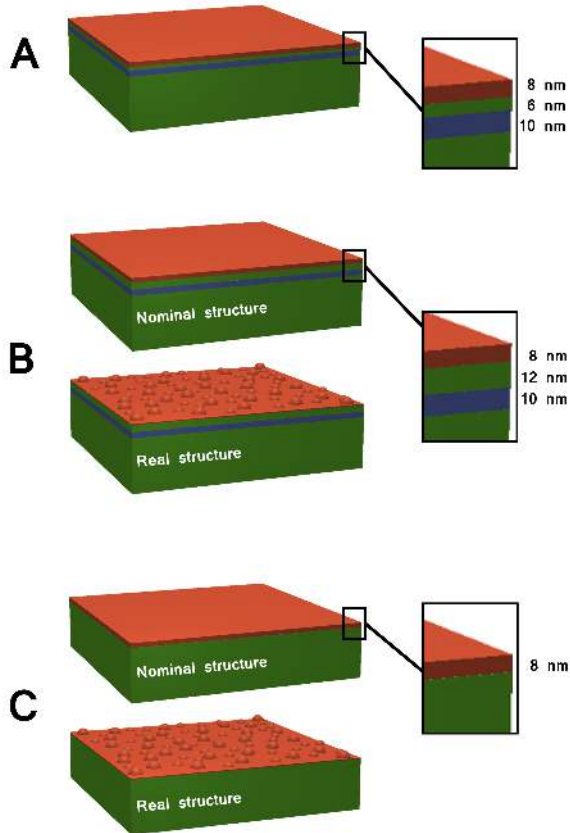 A
8 nm
6 nm
10 nm
B
Nominal structure
8 nm
12 nm
10 nm
Real structure
C
Nominal structure
8 nm
Real structure